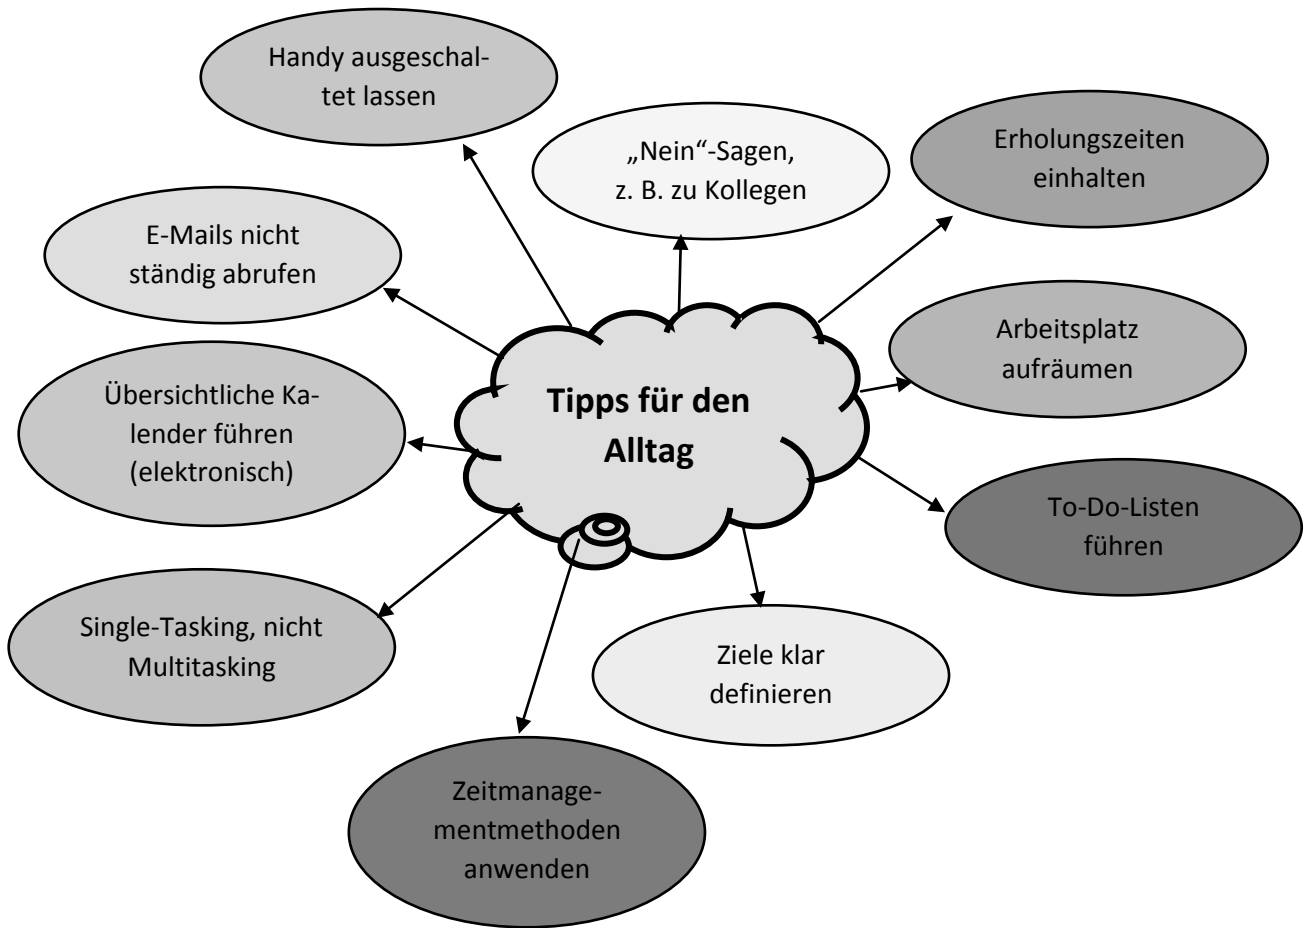 Handy ausgeschal-
tet lassen
„Nein“-Sagen,
z. B. zu Kollegen
Erholungszeiten
einhalten
E-Mails nicht
ständig abrufen
Arbeitsplatz
aufräumen
Übersichtliche Ka-
lender führen
(elektronisch)
Tipps für den
Alltag
To-Do-Listen
führen
Single-Tasking, nicht
Multitasking
Ziele klar
definieren
Zeitmanage-
mentmethoden
anwenden